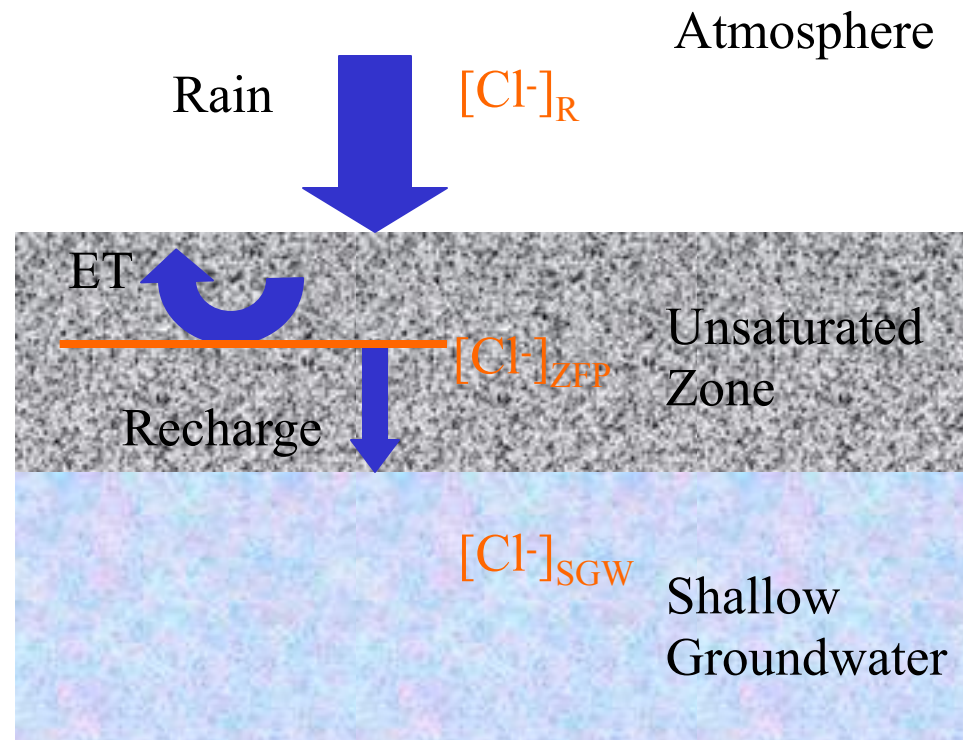 Atmosphere
Rain
[Cl-]R
ET
Unsaturated
Zone
[Cl-]ZFP
Recharge
[Cl-]SGW
Shallow
Groundwater